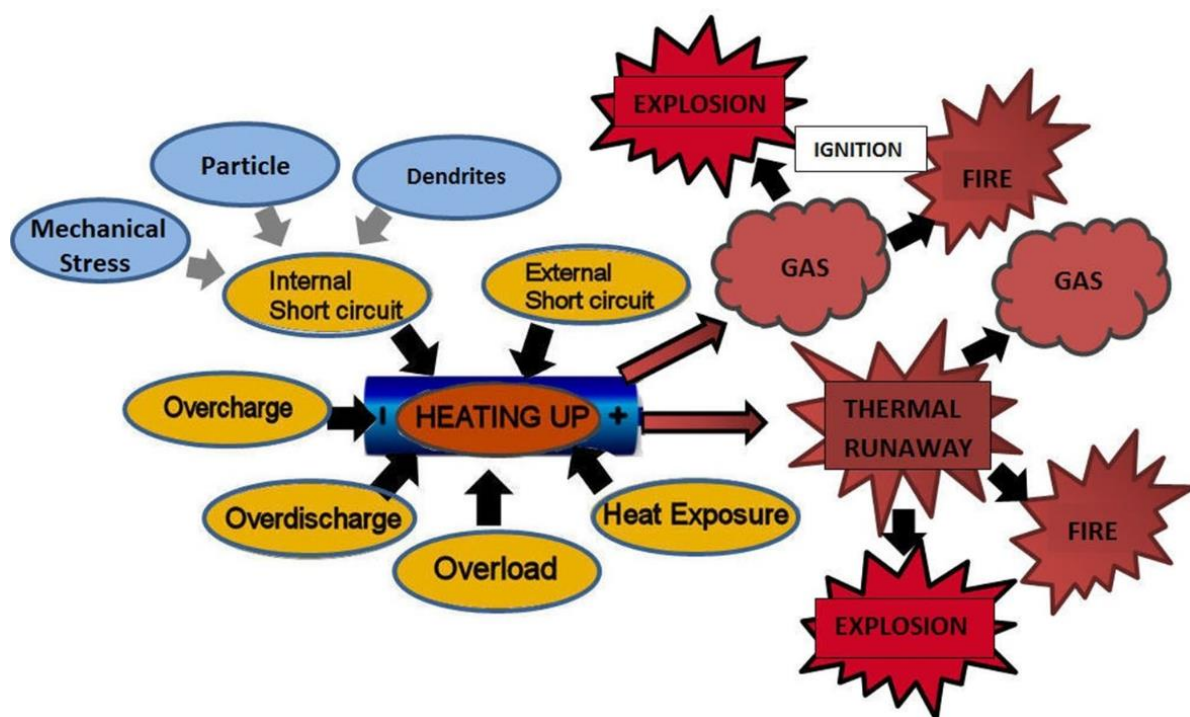 EXPLOSION
IGNITION
FIRE
Particle
Dendrites
Mechanical
Stress
Internal
Short circuit
External
Short circuit
GAS
GAS
Overcharge
- HEATING UP +
THERMAL
RUNAWAY
Overdischarge
Heat Exposure
Overload
FIRE
EXPLOSION